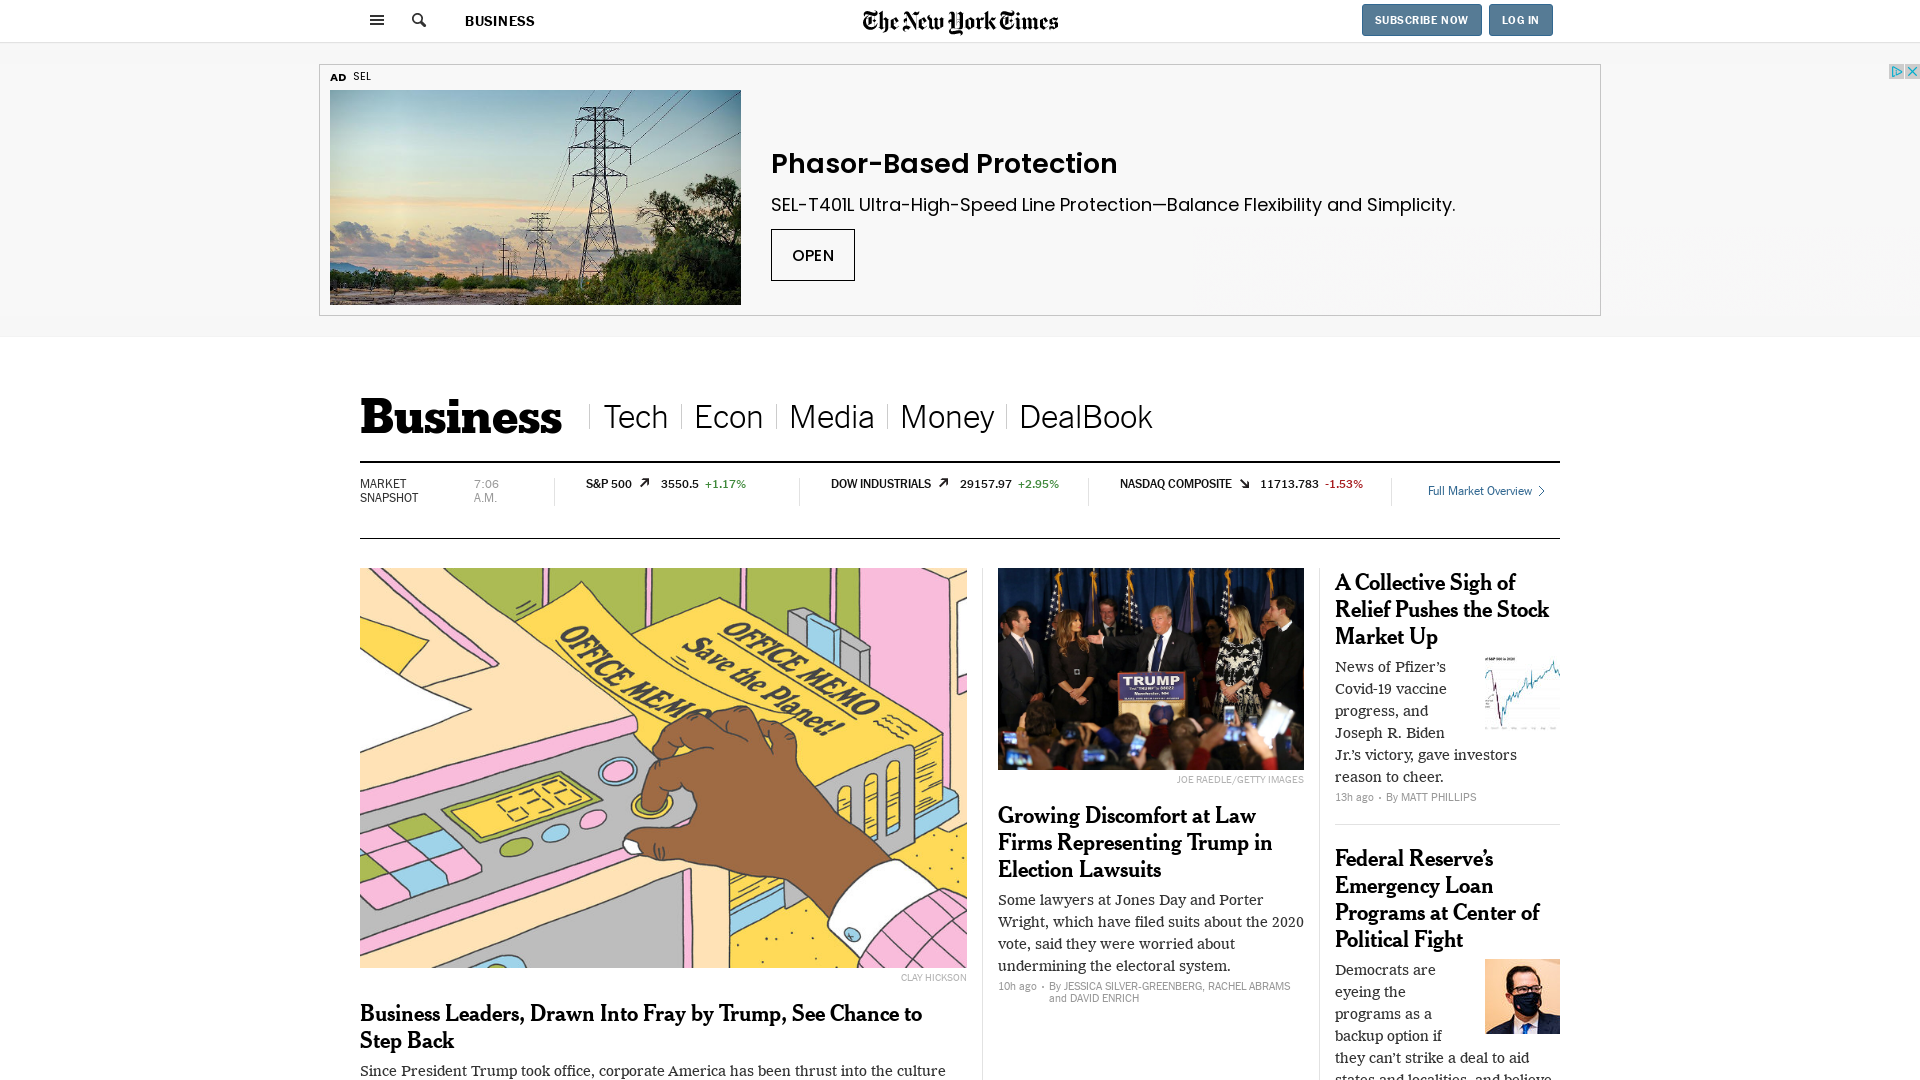 BUSINESS
The New York Times
SUBSCRIBE NOW
LOG IN
AD SEL
Phasor-Based Protection
SEL-T401L Ultra-High-Speed Line Protection—Balance Flexibility and Simplicity.
OPEN
Business
Tech
Econ
Media
Money
DealBook
MARKET
SNAPSHOT
7:06
A.M.
S&P 500 3550.5 +1.17%
DOW INDUSTRIALS 29157.97 +2.95%
NASDAQ COMPOSITE 11713.783 -1.53%
Full Market Overview
OFFICE MEMO
OFFICE MEMO
Save the Planet!
CLAY HICKSON
Business Leaders, Drawn Into Fray by Trump, See Chance to
Step Back
Since President Trump took office, corporate America has been thrust into the culture
TRUMP
JOE RAEDLE/GETTY IMAGES
Growing Discomfort at Law
Firms Representing Trump in
Election Lawsuits
Some lawyers at Jones Day and Porter
Wright, which have filed suits about the 2020
vote, said they were worried about
undermining the electoral system.
10h ago · By JESSICA SILVER-GREENBERG, RACHEL ABRAMS
and DAVID ENRICH
A Collective Sigh of
Relief Pushes the Stock
Market Up
News of Pfizer’s
Covid-19 vaccine
progress, and
Joseph R. Biden
Jr.’s victory, gave investors
reason to cheer.
13h ago · By MATT PHILLIPS
Federal Reserve’s
Emergency Loan
Programs at Center of
Political Fight
Democrats are
eyeing the
programs as a
backup option if
they can’t strike a deal to aid
states and localities, and believe